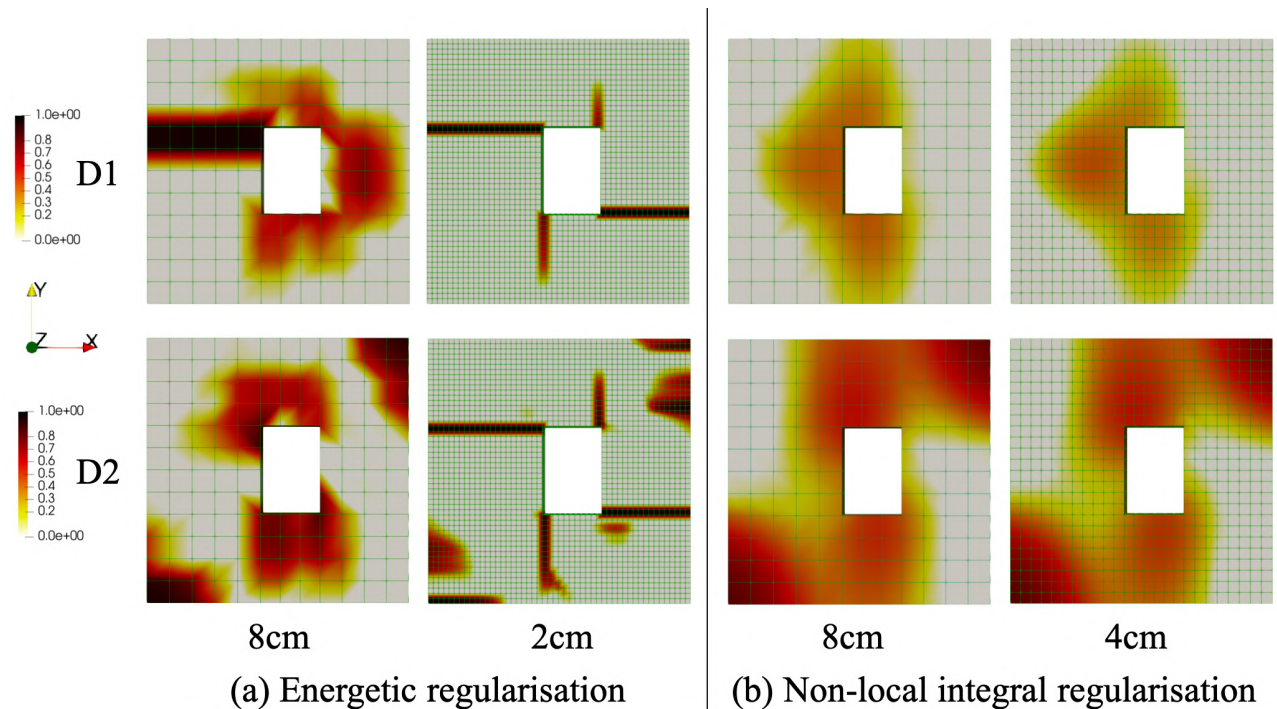 1.0e+00
0.8
0.7
0.6
0.5
0.4
0.3
0.2
0.0e+00
D1
Y
Z X
1.0e+00
0.8
0.7
0.6
0.5
0.4
0.3
0.2
0.0e+00
D2
8cm 2cm 8cm 4cm
(a) Energetic regularisation (b) Non-local integral regularisation